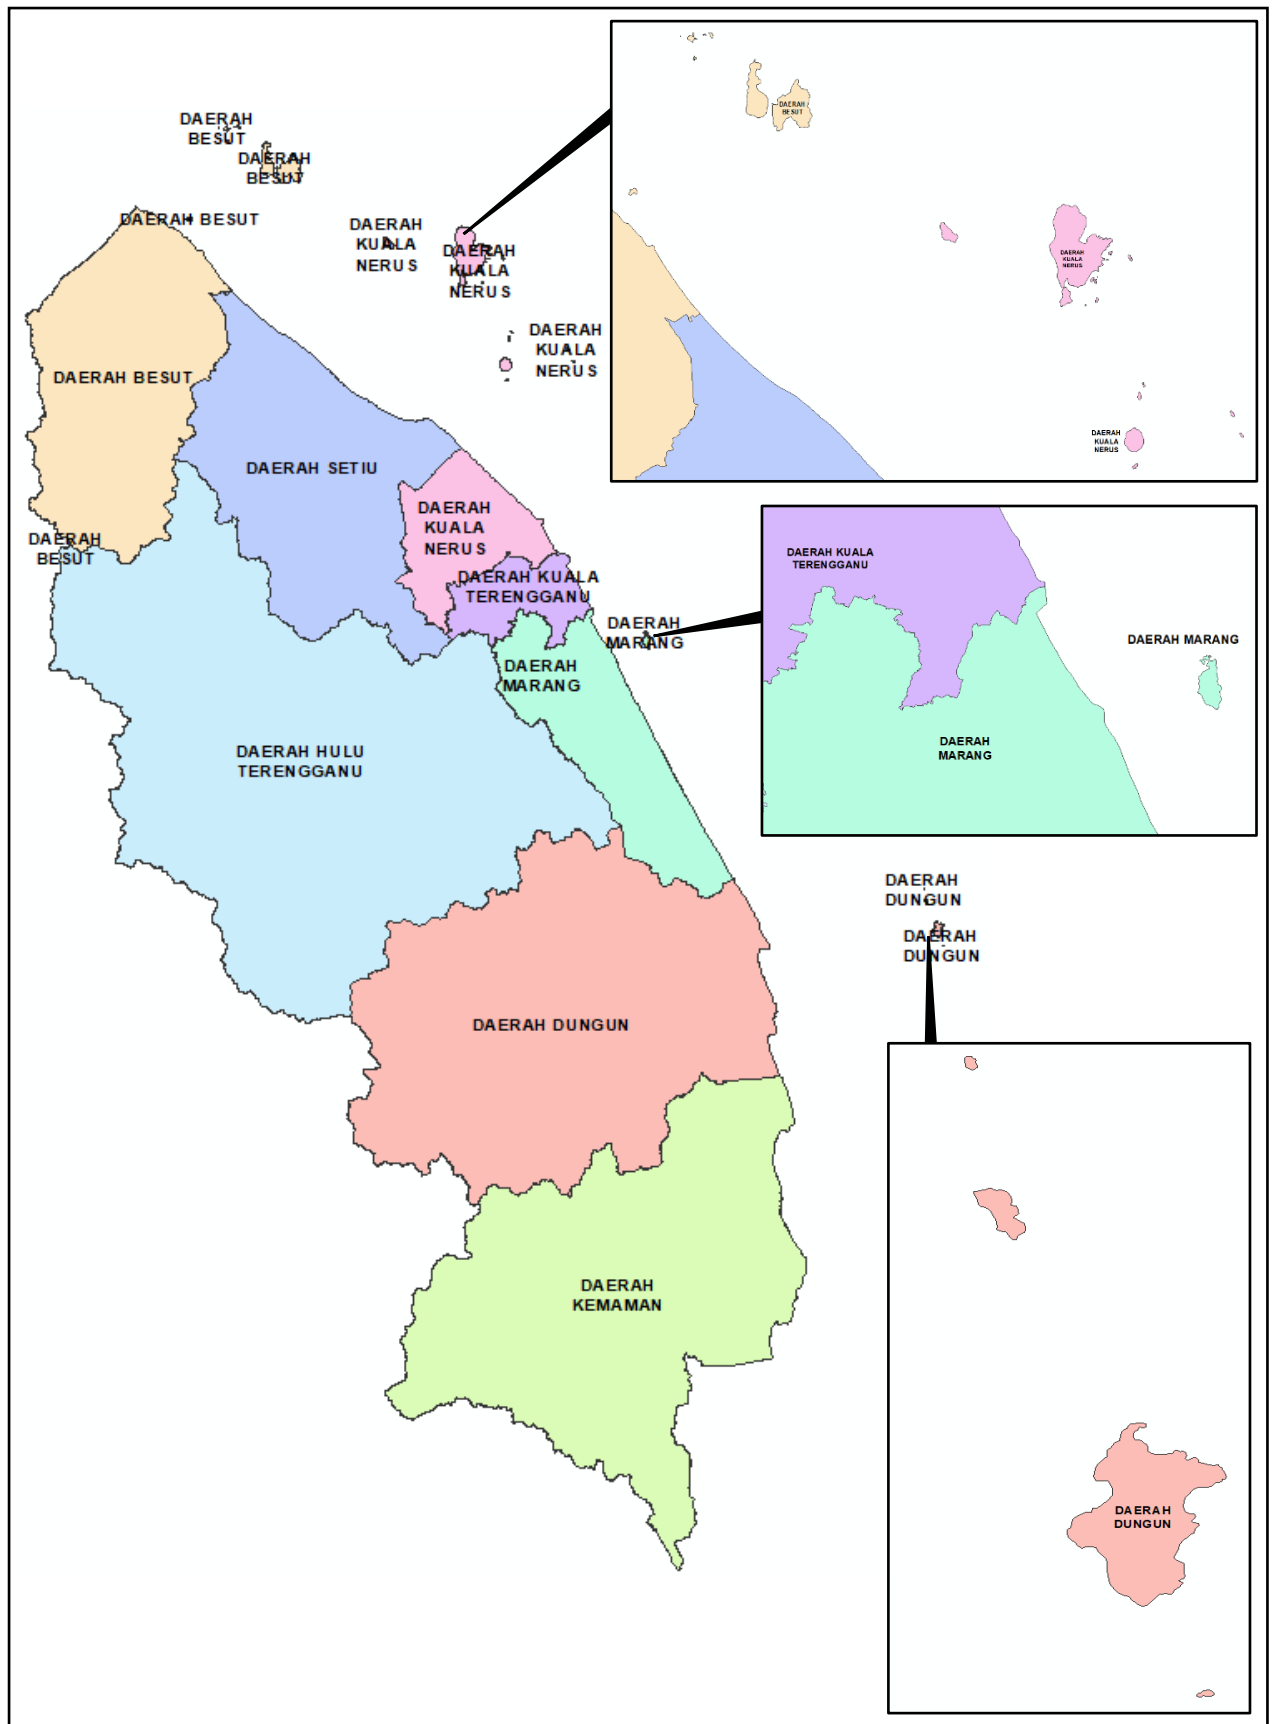 DAERAH
BESUT
DAERAH
BESUT
DAERAH BESUT
DAERAH
KUALA
NERUS
DAERAH
KUALA
NERUS
DAERAH
KUALA
NERUS
DAERAH BESUT
DAERAH SETIU
DAERAH
KUALA
NERUS
DAERAH
BESUT
DAERAH KUALA
TERENGGANU
DAERAH
MARANG
DAERAH
MARANG
DAERAH HULU
TERENGGANU
DAERAH
DUNGUN
DAERAH
DUNGUN
DAERAH DUNGUN
DAERAH
KEMAMAN
DAERAH
BESUT
DAERAH
KUALA
NERUS
DAERAH
KUALA
NERUS
DAERAH KUALA
TERENGGANU
DAERAH MARANG
DAERAH
MARANG
DAERAH
DUNGUN